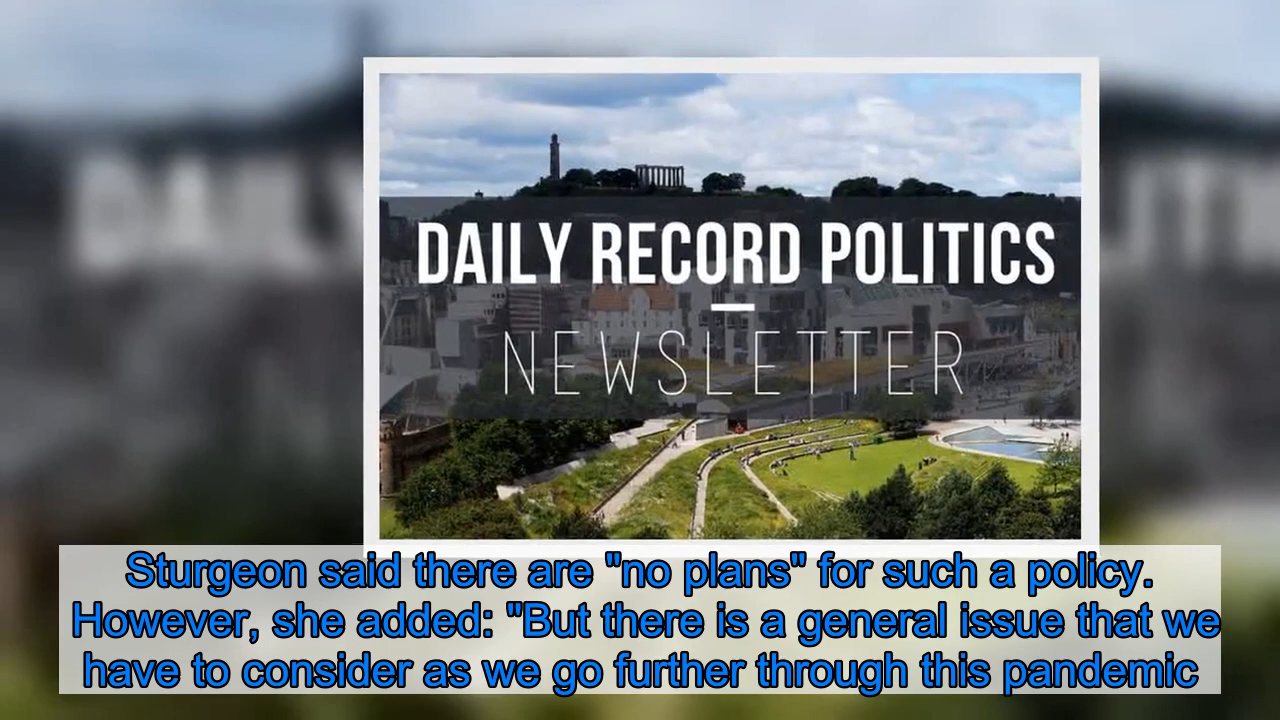 DAILY RECORD POLITICS
NEWSLETTER
Sturgeon said there are "no plans" for such a policy.
However, she added: "But there is a general issue that we
have to consider as we go further through this pandemic